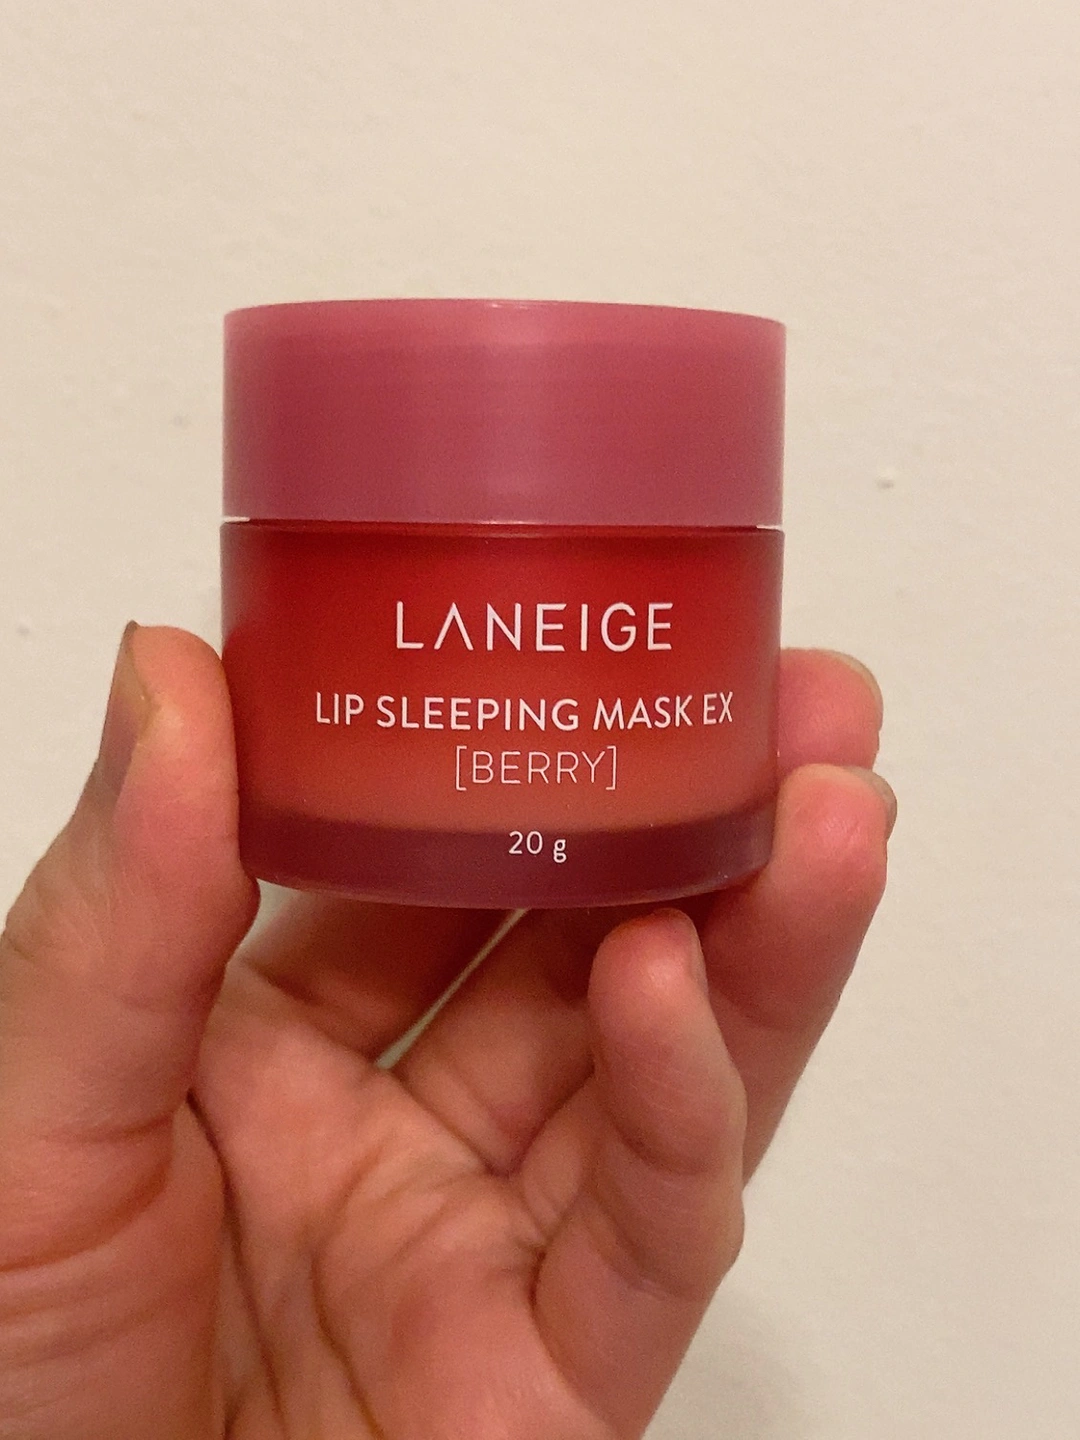 LANEIGE
LIP SLEEPING MASK EX
[BERRY]
20 g